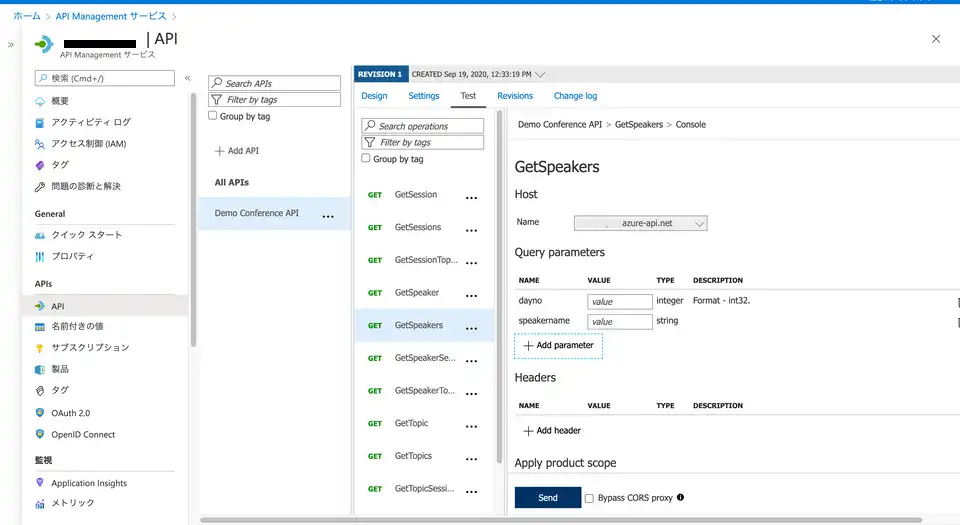 ホーム > API Management サービス >
| API
API Management サービス
検索 (Cmd+/)
概要
アクティビティ ログ
アクセス制御 (IAM)
タグ
問題の診断と解決
General
クイック スタート
プロパティ
APIs
API
名前付きの値
サブスクリプション
製品
タグ
OAuth 2.0
OpenID Connect
監視
Application Insights
メトリック
Search APIs
Filter by tags
Group by tag
Add API
All APIs
Demo Conference API
REVISION 1 CREATED Sep 19, 2020, 12:33:19 PM
Design Settings Test Revisions Change log
Search operations
Filter by tags
Group by tag
GET GetSession
GET GetSessions
GET GetSessionTop...
GET GetSpeaker
GET GetSpeakers
GET GetSpeakerSe...
GET GetSpeakerTo...
GET GetTopic
GET GetTopics
GET GetTopicSessi...
Demo Conference API > GetSpeakers > Console
GetSpeakers
Host
Name azure-api.net
Query parameters
NAME VALUE TYPE DESCRIPTION
dayno value integer Format - int32.
speakername value string
Add parameter
Headers
NAME VALUE TYPE DESCRIPTION
Add header
Apply product scope
Send Bypass CORS proxy